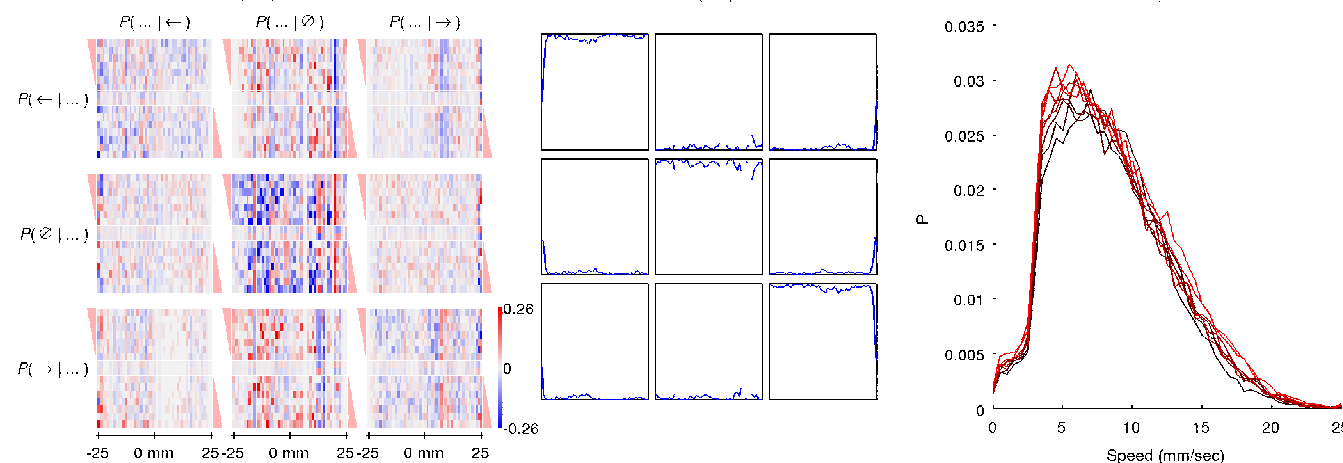 P( ... | ← ) P( ... | ∅ ) P( ... | → )
P( ← | ... )
P( ∅ | ... )
P( → | ... )
0.26
0
-0.26
-25 0 mm 25 -25 0 mm 25 -25 0 mm 25
0.035
0.03
0.025
0.02
0.015
0.01
0.005
0
P
0 5 10 15 20 25
Speed (mm/sec)